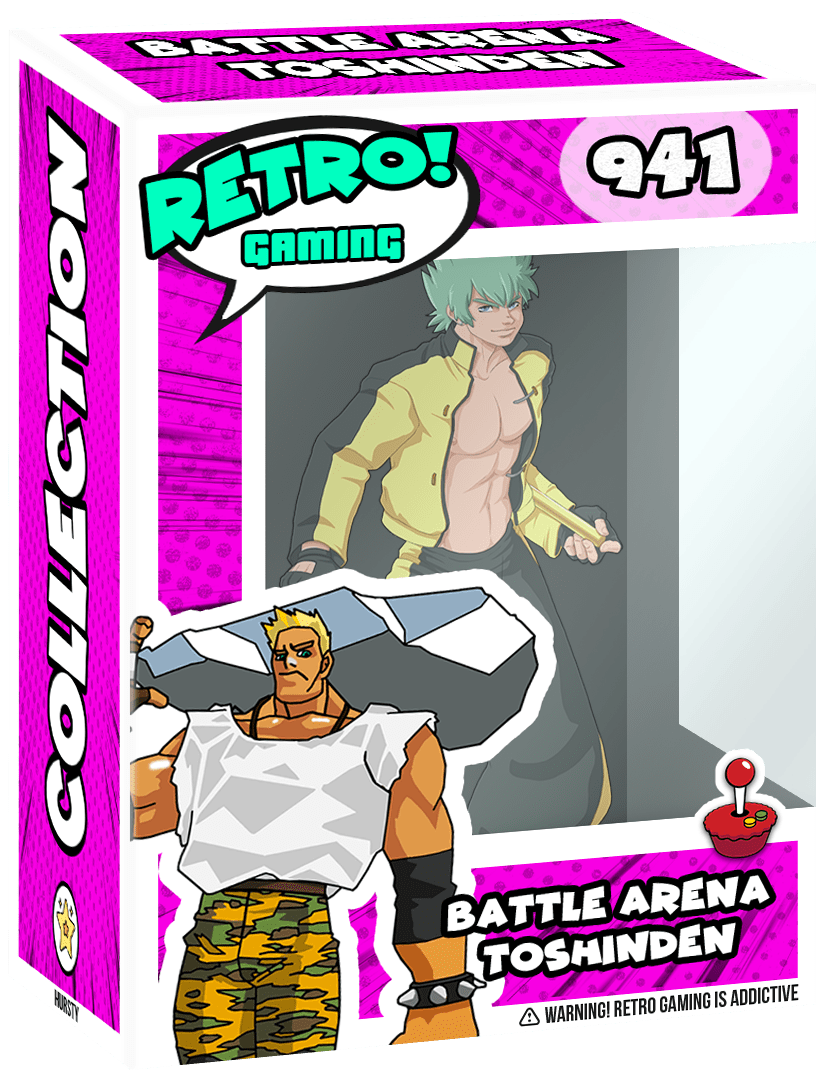 BATTLE ARENA
TOSHINDEN
COLLECTION
RETRO!
GAMING
941
BATTLE ARENA
TOSHINDEN
WARNING! RETRO GAMING IS ADDICTIVE
HURSTY